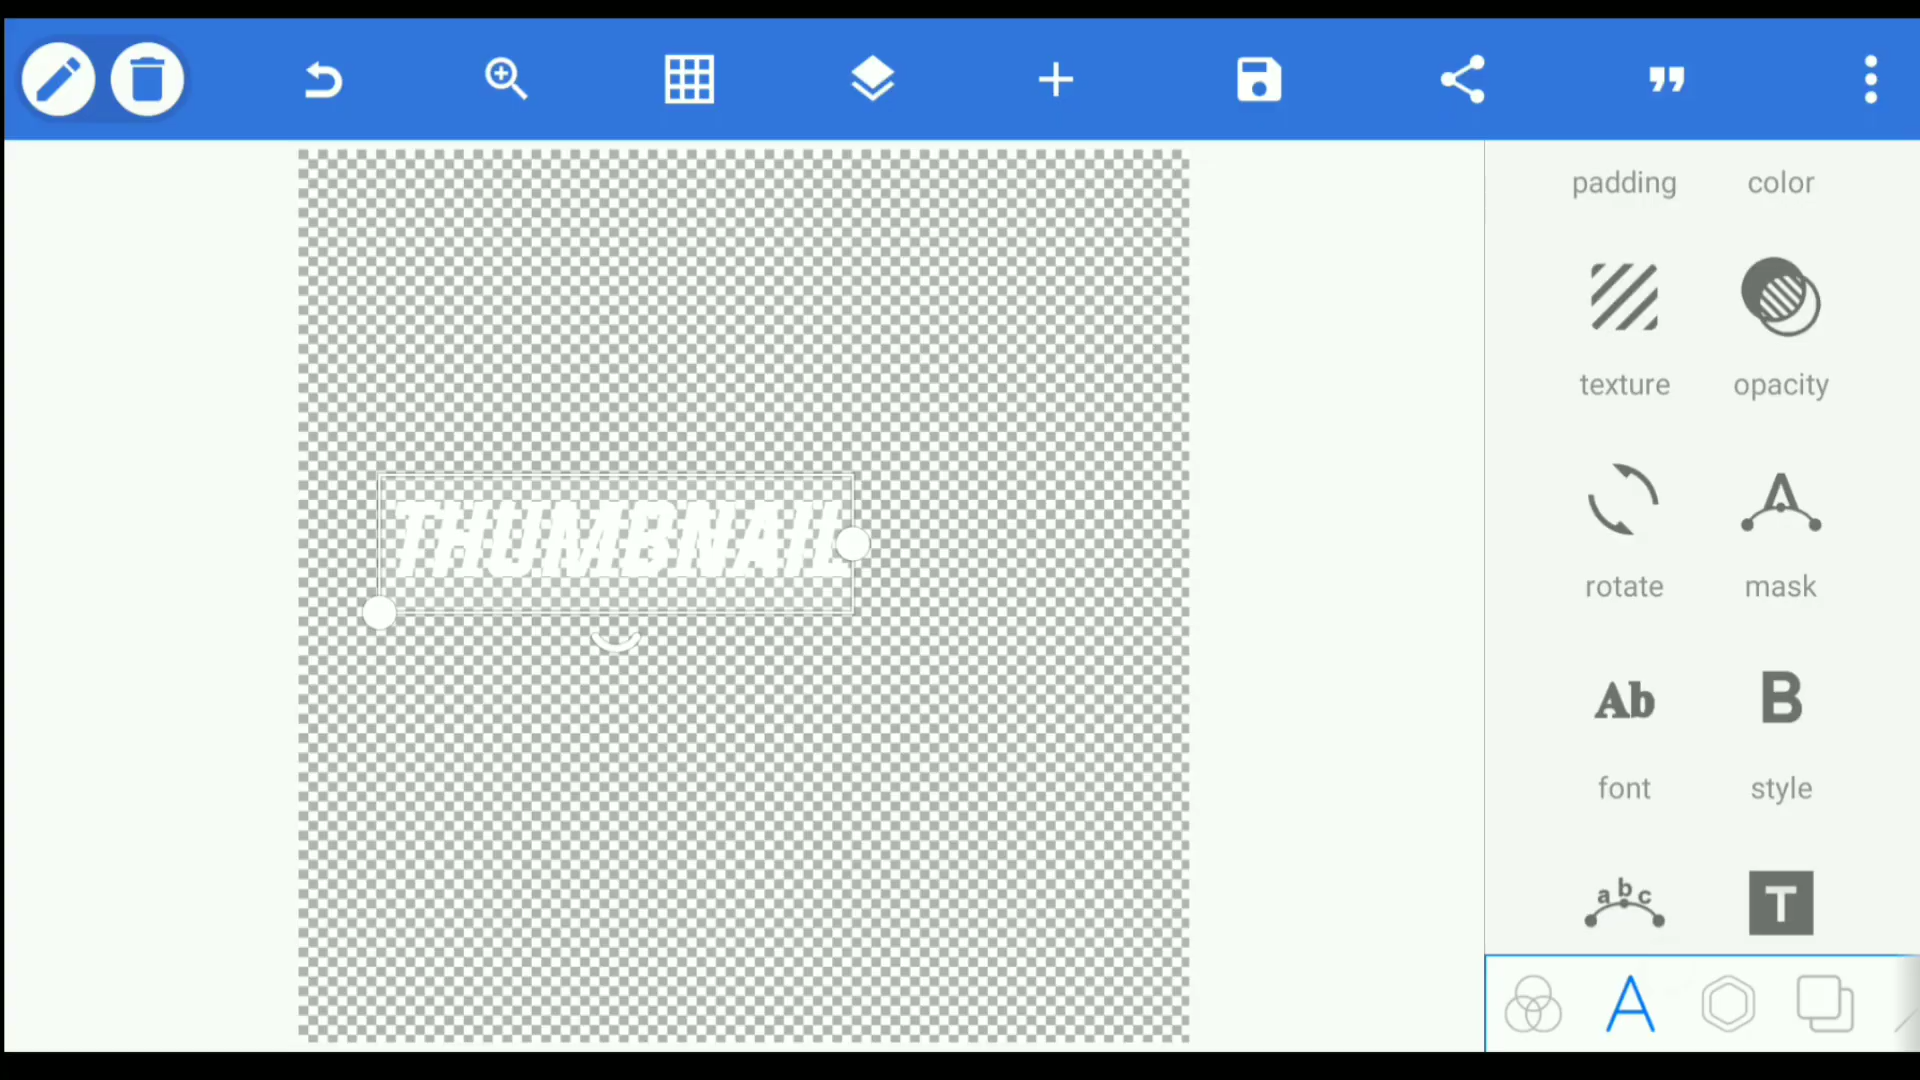 padding color
texture opacity
THUMBNAIL
rotate mask
Ab B
font style
abc T
A